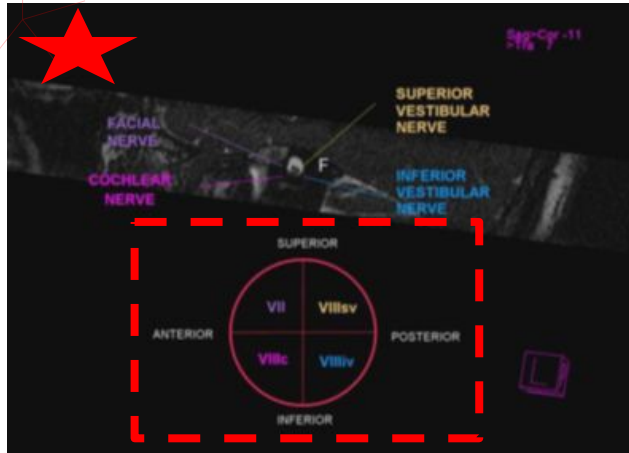 Sag>Cor -11
>Tra 7
SUPERIOR
VESTIBULAR
NERVE
FACIAL
NERVE
F
COCHLEAR
NERVE
INFERIOR
VESTIBULAR
NERVE
SUPERIOR
VII
VIIIsv
ANTERIOR
POSTERIOR
VIIIc
VIIIiv
INFERIOR
L